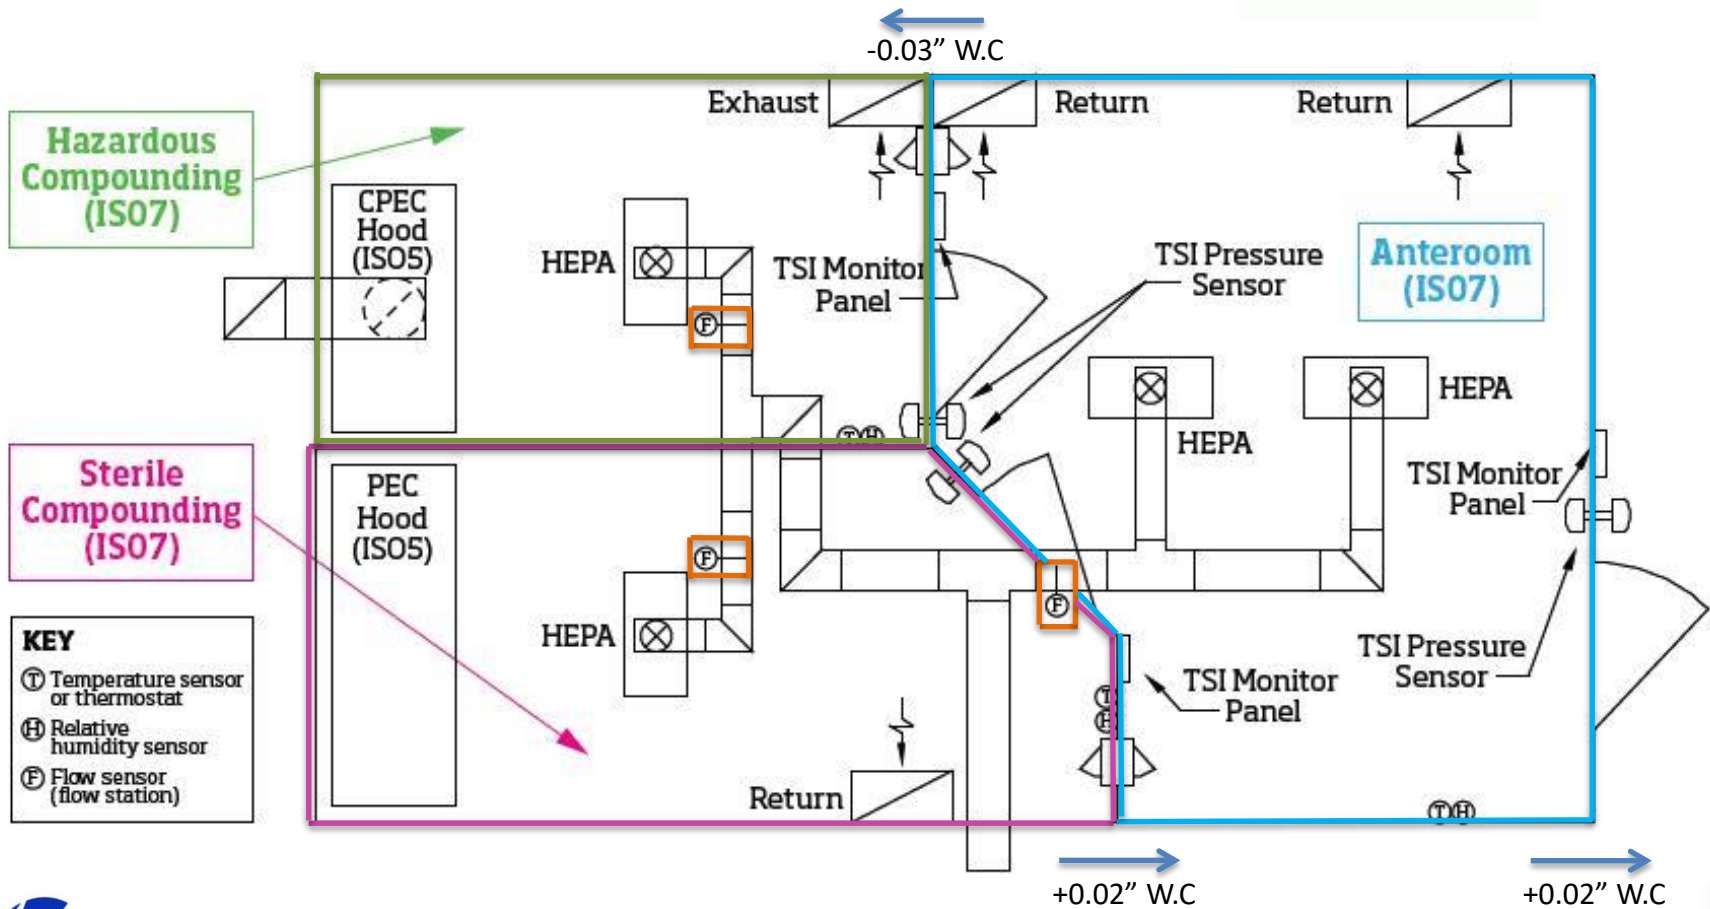 -0.03” W.C
Exhaust
Return
Return
Hazardous
Compounding
(ISO7)
CPEC
Hood
(ISO5)
HEPA
TSI Monitor
Panel
TSI Pressure
Sensor
Anteroom
(ISO7)
F
HEPA
HEPA
T H
Sterile
Compounding
(ISO7)
PEC
Hood
(ISO5)
TSI Monitor
Panel
F
F
HEPA
TSI Pressure
Sensor
KEY
T Temperature sensor
or thermostat
H Relative
humidity sensor
F Flow sensor
(flow station)
T
H
TSI Monitor
Panel
Return
T H
+0.02” W.C
+0.02” W.C